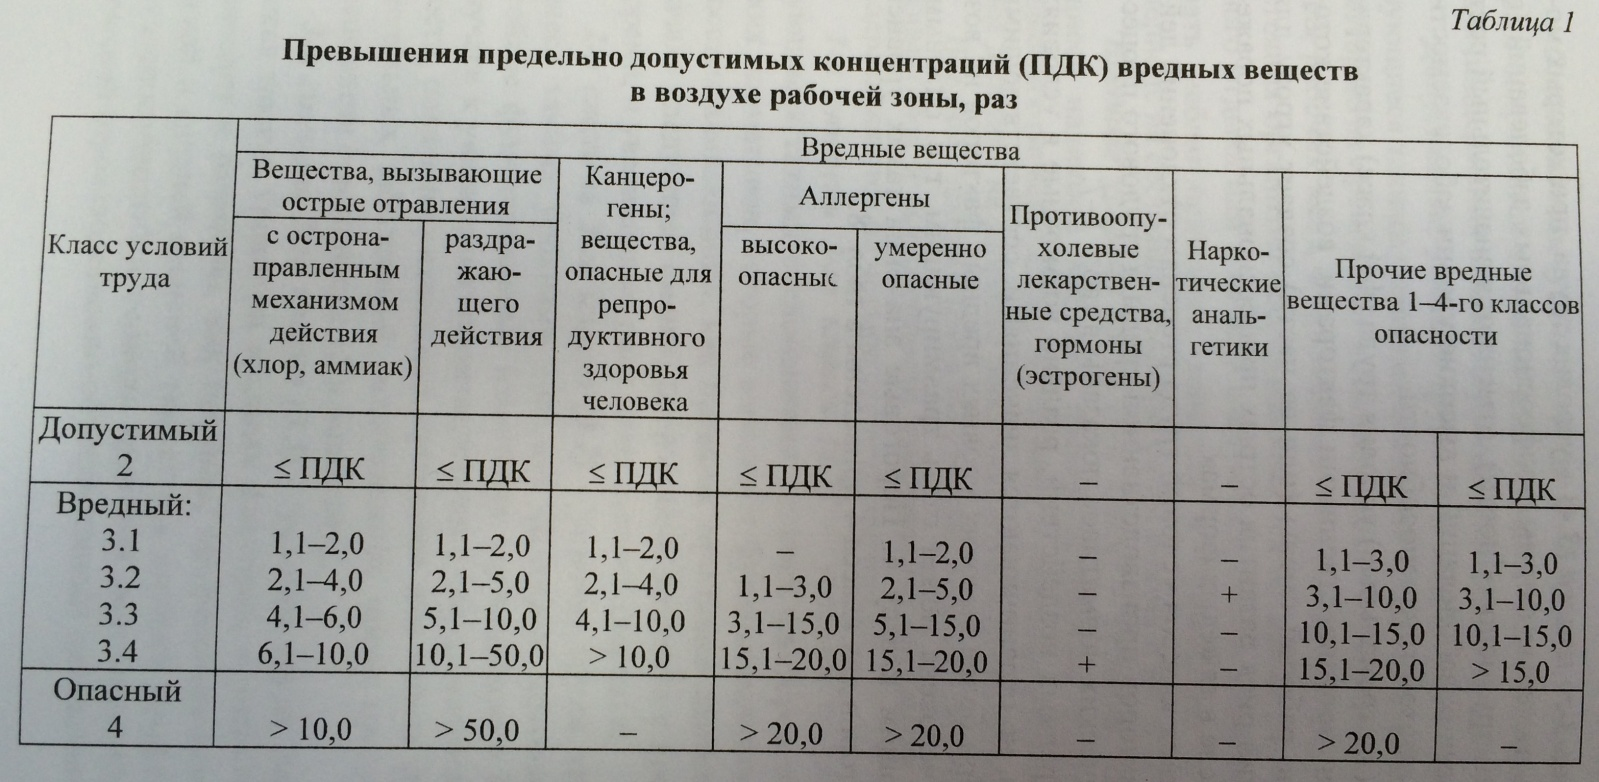 Таблица 1
Превышения предельно допустимых концентраций (ПДК) вредных веществ
в воздухе рабочей зоны, раз
Класс условий
труда
Вредные вещества
Вещества, вызывающие
острые отравления
с острона-
правленным
механизмом
действия
(хлор, аммиак)
раздра-
жаю-
щего
действия
Канцеро-
гены;
вещества,
опасные для
репро-
дуктивного
здоровья
человека
Аллергены
высоко-
опасные
умеренно
опасные
Противоопу-
холевые
лекарствен-
ные средства,
гормоны
(эстрогены)
Нарко-
тические
аналь-
гетики
Прочие вредные
вещества 1–4-го классов
опасности
Допустимый
2 ≤ ПДК ≤ ПДК ≤ ПДК ≤ ПДК ≤ ПДК – – ≤ ПДК ≤ ПДК
Вредный:
3.1 1,1–2,0 1,1–2,0 1,1–2,0 – 1,1–2,0 – – 1,1–3,0 1,1–3,0
3.2 2,1–4,0 2,1–5,0 2,1–4,0 1,1–3,0 2,1–5,0 – + 3,1–10,0 3,1–10,0
3.3 4,1–6,0 5,1–10,0 4,1–10,0 3,1–15,0 5,1–15,0 – – 10,1–15,0 10,1–15,0
3.4 6,1–10,0 10,1–50,0 > 10,0 15,1–20,0 15,1–20,0 + – 15,1–20,0 > 15,0
Опасный
4 > 10,0 > 50,0 – > 20,0 > 20,0 – – > 20,0 –